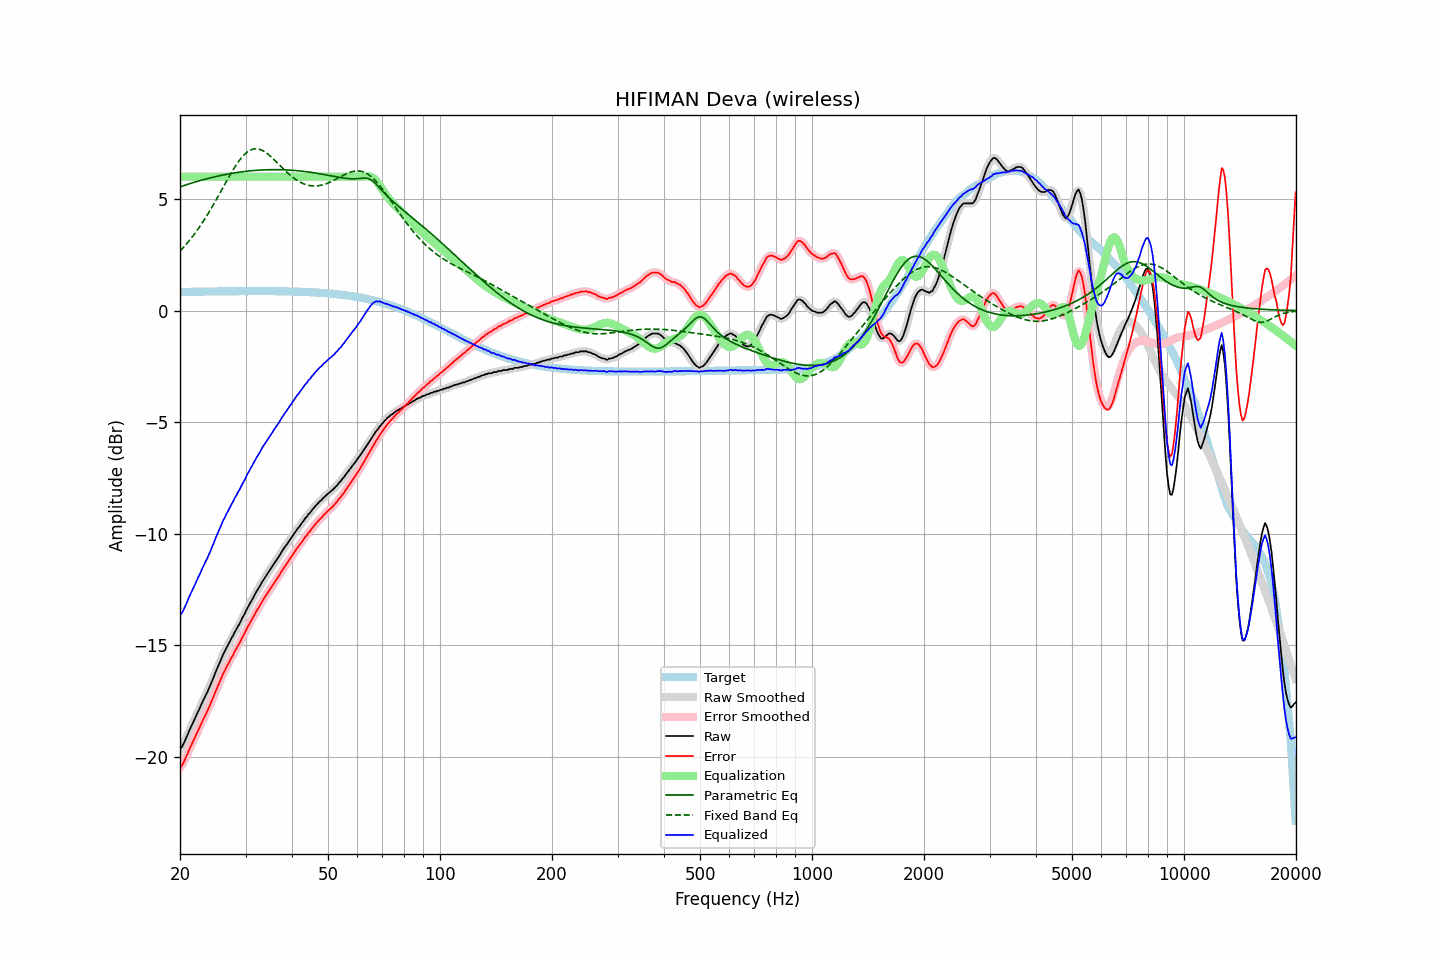 HIFIMAN Deva (wireless)
Amplitude (dBr)
5
0
−5
−10
−15
−20
Target
Raw Smoothed
Error Smoothed
Raw
Error
Equalization
Parametric Eq
Fixed Band Eq
Equalized
20 50 100 200 500 1000 2000 5000 10000 20000
Frequency (Hz)